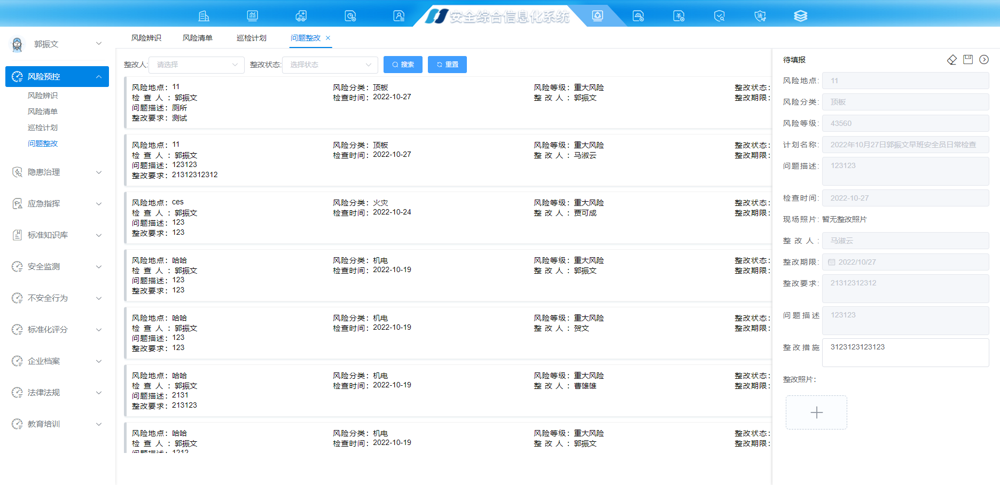 安全综合信息化系统
郭振文
风险预控
风险辨识
风险清单
巡检计划
问题整改
隐患治理
应急指挥
标准知识库
安全监测
不安全行为
标准化评分
企业档案
法律法规
教育培训
风险辨识 风险清单 巡检计划 问题整改 ×
整改人: 请选择 整改状态: 选择状态 搜索 重置
风险地点: 11 风险分类: 顶板 风险等级: 重大风险 整改状态:
检 查 人 : 郭振文 检查时间: 2022-10-27 整 改 人 : 郭振文 整改期限:
问题描述: 厕所
整改要求: 测试
风险地点: 11 风险分类: 顶板 风险等级: 重大风险 整改状态:
检 查 人 : 郭振文 检查时间: 2022-10-27 整 改 人 : 马淑云 整改期限:
问题描述: 123123
整改要求: 21312312312
风险地点: ces 风险分类: 火灾 风险等级: 重大风险 整改状态:
检 查 人 : 郭振文 检查时间: 2022-10-24 整 改 人 : 贾可成 整改期限:
问题描述: 123
整改要求: 123
风险地点: 哈哈 风险分类: 机电 风险等级: 重大风险 整改状态:
检 查 人 : 郭振文 检查时间: 2022-10-19 整 改 人 : 郭振文 整改期限:
问题描述: 123
整改要求: 123
风险地点: 哈哈 风险分类: 机电 风险等级: 重大风险 整改状态:
检 查 人 : 郭振文 检查时间: 2022-10-19 整 改 人 : 贺文 整改期限:
问题描述: 123
整改要求: 123
风险地点: 哈哈 风险分类: 机电 风险等级: 重大风险 整改状态:
检 查 人 : 郭振文 检查时间: 2022-10-19 整 改 人 : 曹雄雄 整改期限:
问题描述: 2131
整改要求: 213123
风险地点: 哈哈 风险分类: 机电 风险等级: 重大风险 整改状态:
检 查 人 : 郭振文 检查时间: 2022-10-19 整 改 人 : 郭振文 整改期限:
问题描述: 1212
待填报
风险地点: 11
风险分类: 顶板
风险等级: 43560
计划名称: 2022年10月27日郭振文早班安全员日常检查
问题描述: 123123
检查时间: 2022-10-27
现场照片: 暂无整改照片
整 改 人 : 马淑云
整改期限: 2022/10/27
整改要求: 21312312312
问题描述 123123
整改措施 3123123123123
整改照片: